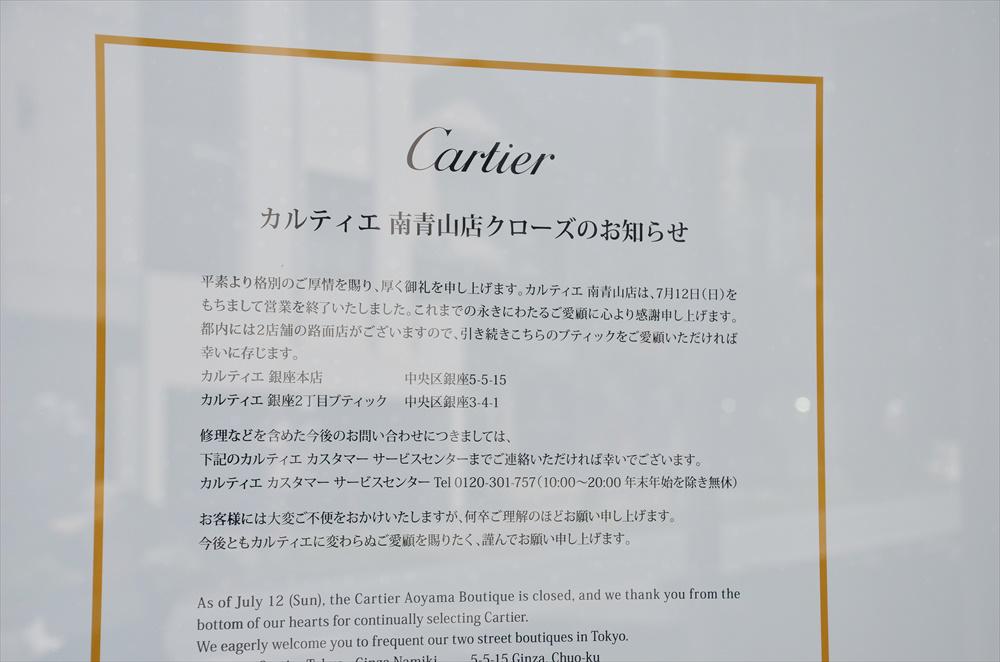 Cartier
カルティエ 南青山店クローズのお知らせ
平素より格別のご厚情を賜り、厚く御礼を申し上げます。カルティエ 南青山店は、7月12日(日)を
もちまして営業を終了いたしました。これまでの永きにわたるご愛顧に心より感謝申し上げます。
都内には2店舗の路面店がございますので、引き続きこちらのブティックをご愛顧いただければ
幸いに存じます。
カルティエ 銀座本店 中央区銀座5-5-15
カルティエ 銀座2丁目ブティック 中央区銀座3-4-1
修理などを含めた今後のお問い合わせにつきましては、
下記のカルティエ カスタマー サービスセンターまでご連絡いただければ幸いでございます。
カルティエ カスタマー サービスセンター Tel 0120-301-757(10:00〜20:00 年末年始を除き無休)
お客様には大変ご不便をおかけいたしますが、何卒ご理解のほどお願い申し上げます。
今後ともカルティエに変わらぬご愛顧を賜りたく、謹んでお願い申し上げます。
As of July 12 (Sun), the Cartier Aoyama Boutique is closed, and we thank you from the
bottom of our hearts for continually selecting Cartier.
We eagerly welcome you to frequent our two street boutiques in Tokyo.
Ginza Namiki 5-5-15 Ginza, Chuo-ku